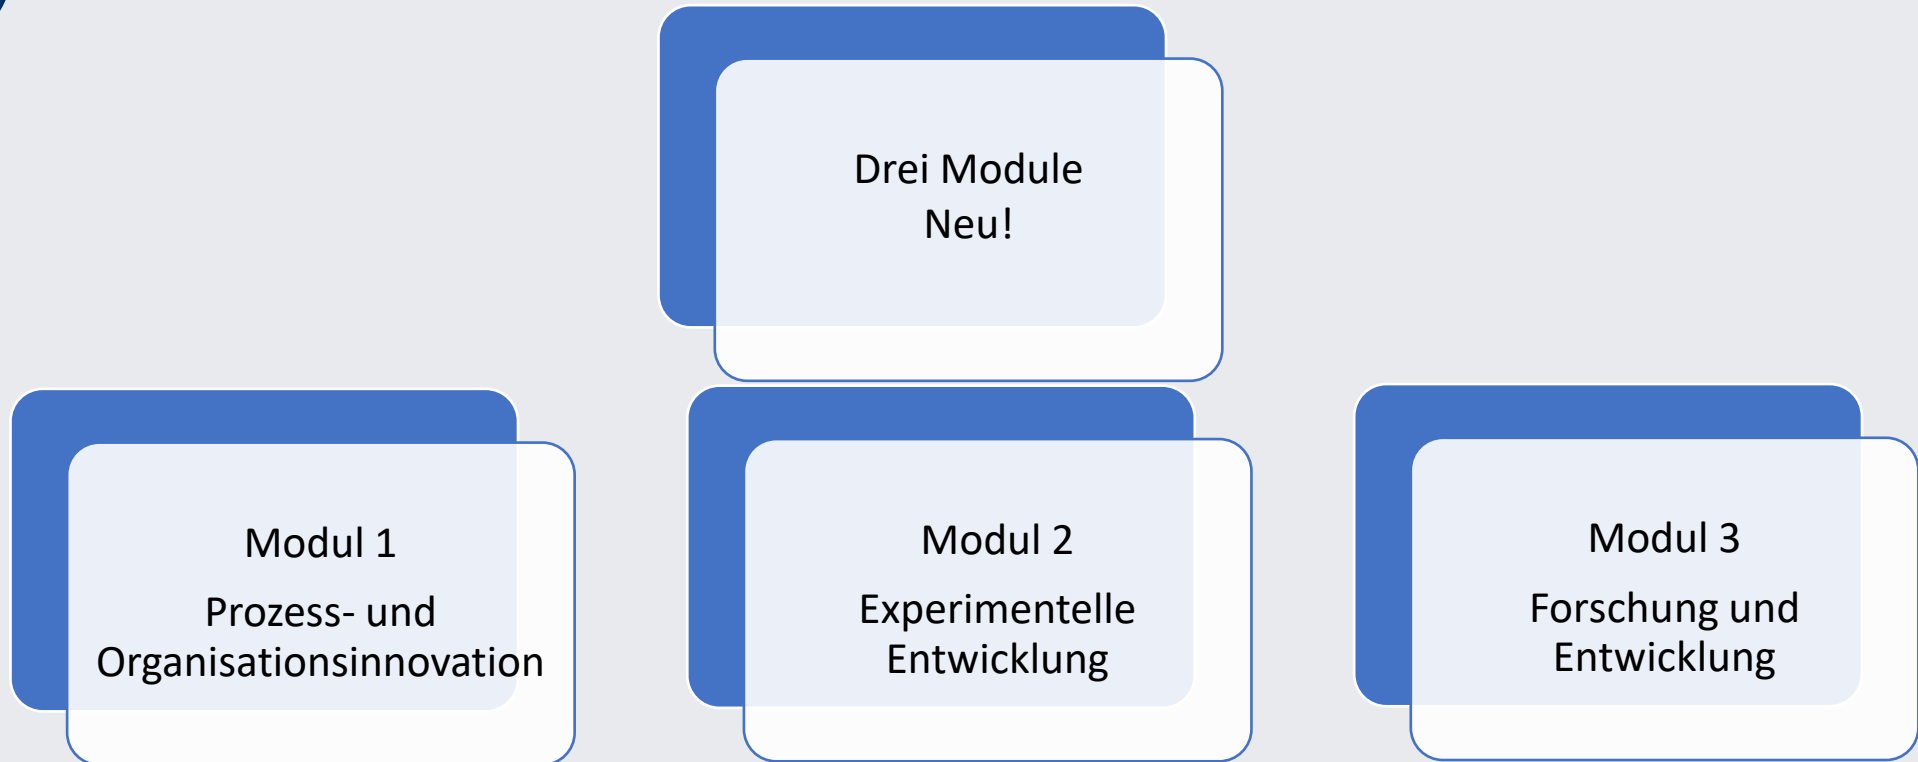 Drei Module
Neu!
Modul 1
Prozess- und
Organisationsinnovation
Modul 2
Experimentelle
Entwicklung
Modul 3
Forschung und
Entwicklung